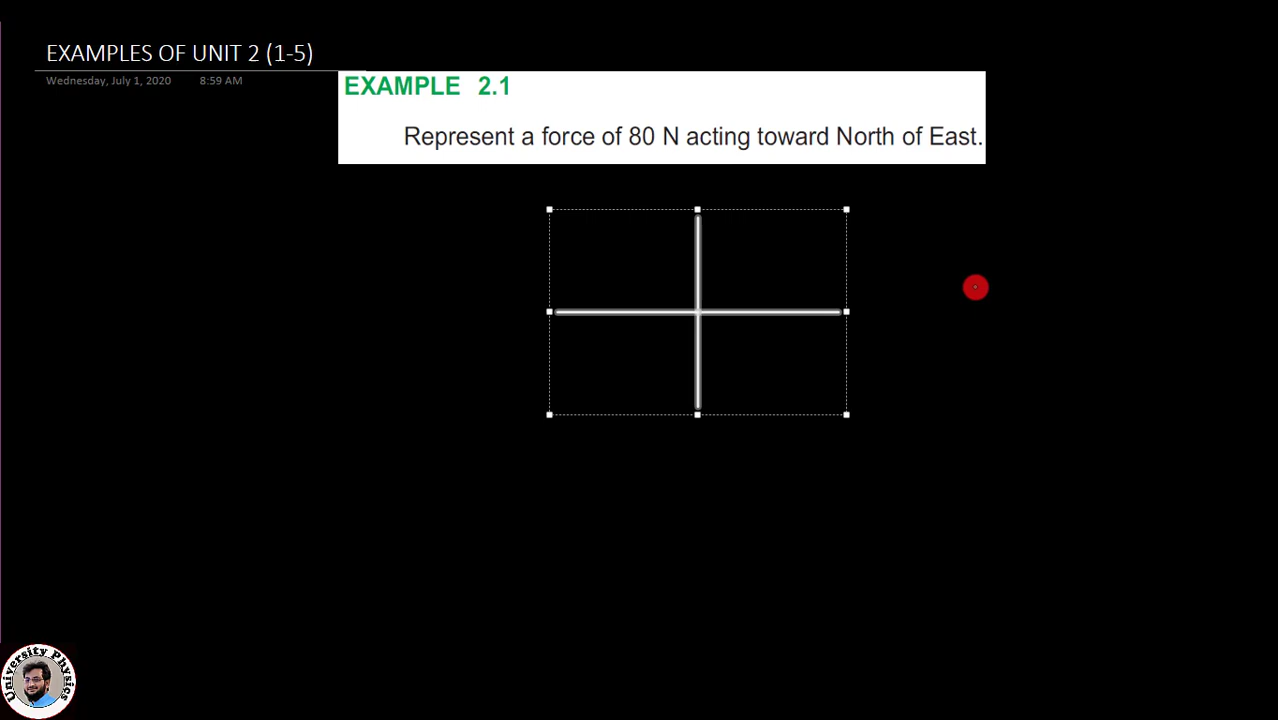 EXAMPLES OF UNIT 2 (1-5)
Wednesday, July 1, 2020 8:59 AM
EXAMPLE 2.1
Represent a force of 80 N acting toward North of East.
University Physics